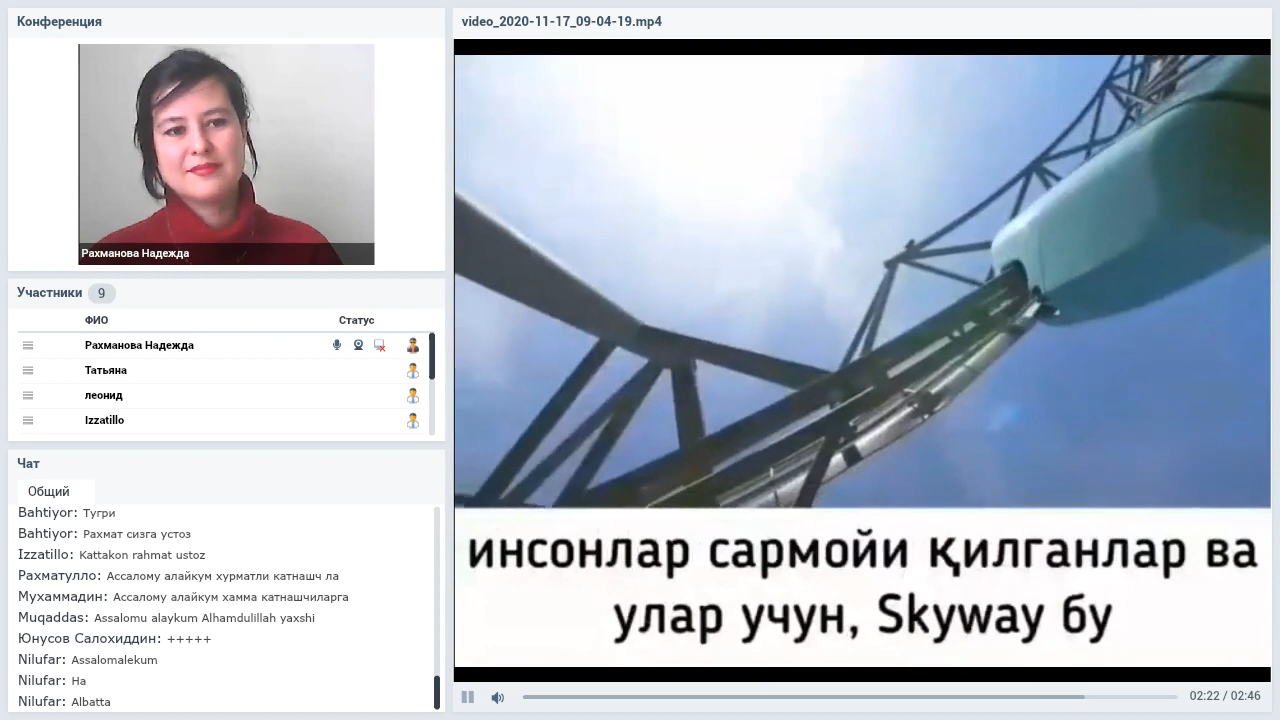 Конференция
Рахманова Надежда
Участники 9
ФИО Статус
Рахманова Надежда
Татьяна
леонид
Izzatillo
Чат
Общий
Bahtiyor: Тугри
Bahtiyor: Рахмат сизга устоз
Izzatillo: Kattakon rahmat ustoz
Рахматулло: Ассалому алайкум хурматли катнашч ла
Мухаммадин: Ассалому алайкум хамма катнашчиларга
Muqaddas: Assalomu alaykum Alhamdulillah yaxshi
Юнусов Салохиддин: +++++
Nilufar: Assalomalekum
Nilufar: Ha
Nilufar: Albatta
video_2020-11-17_09-04-19.mp4
инсонлар сармойи қилганлар ва
улар учун, Skyway бу
02:22 / 02:46